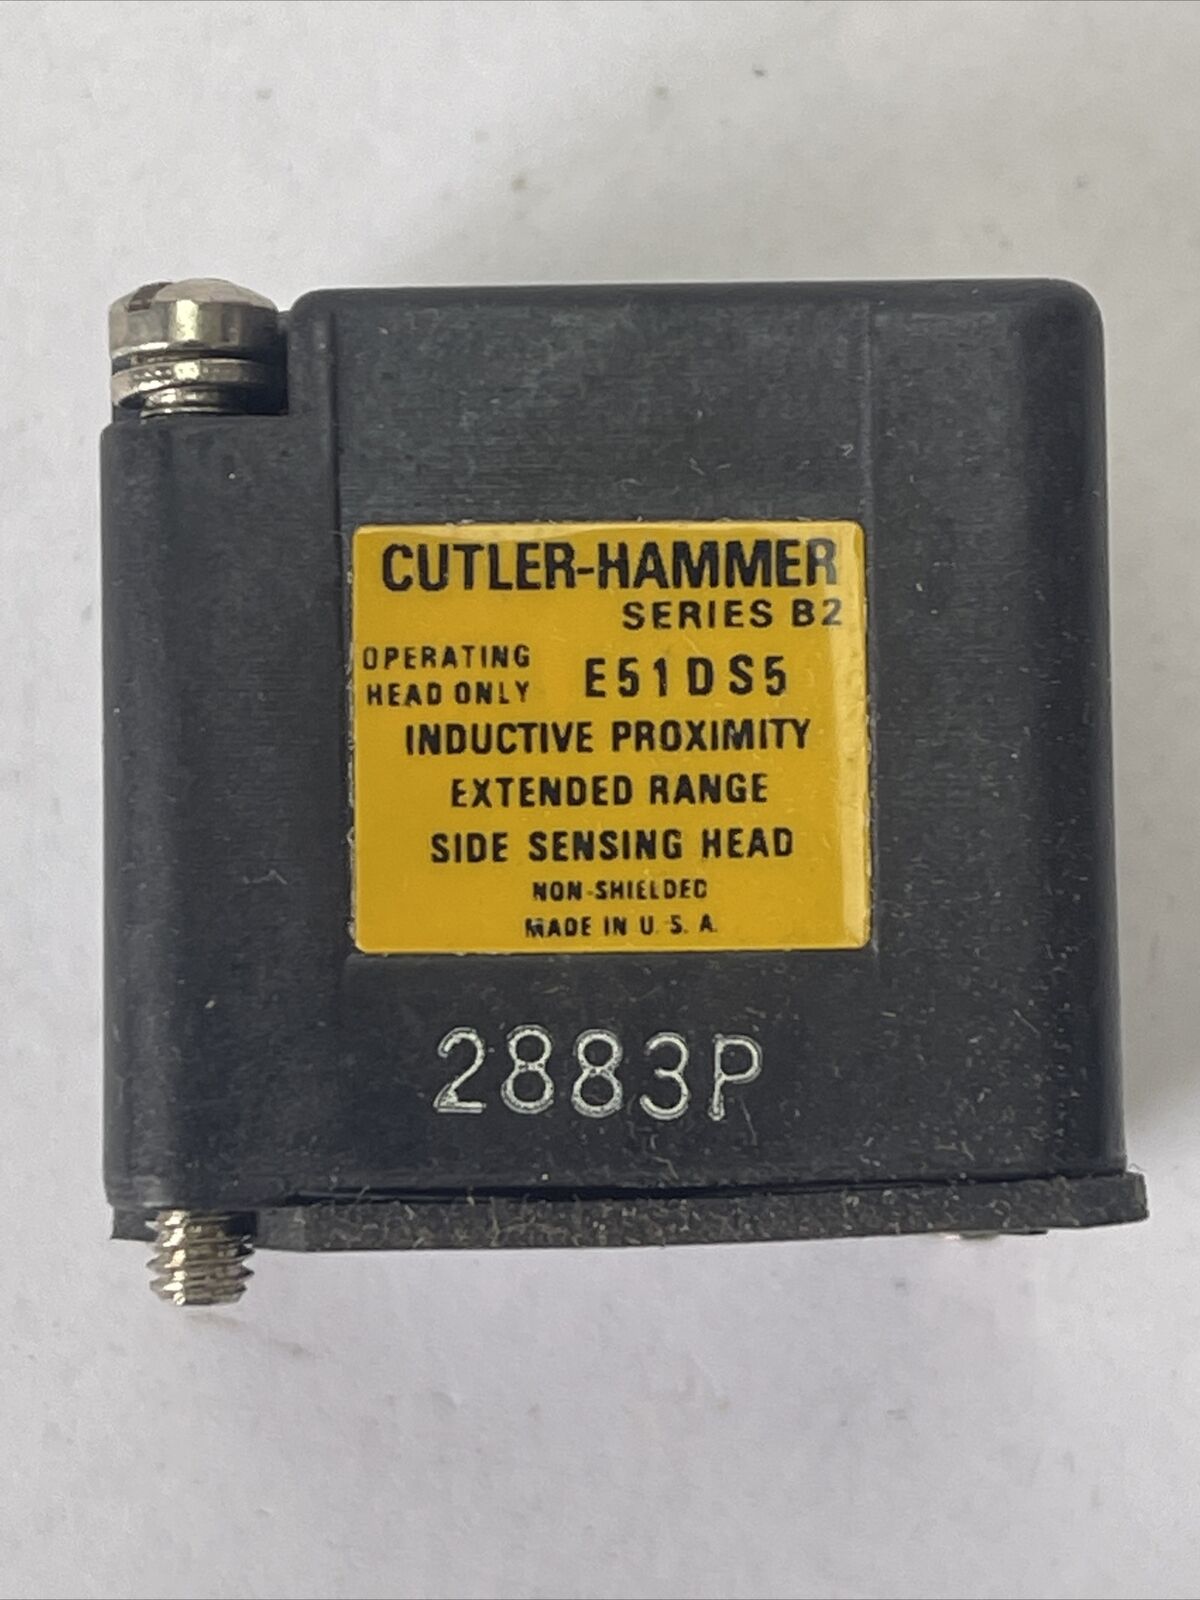 CUTLER-HAMMER
SERIES B2
OPERATING
HEAD ONLY
E51DS5
INDUCTIVE PROXIMITY
EXTENDED RANGE
SIDE SENSING HEAD
NON-SHIELDED
MADE IN U.S.A.
2883P